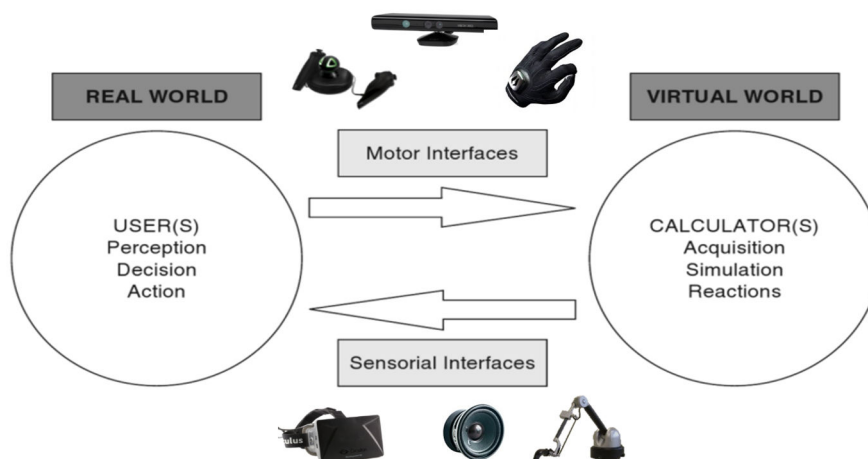 REAL WORLD
VIRTUAL WORLD
Motor Interfaces
USER(S)
Perception
Decision
Action
CALCULATOR(S)
Acquisition
Simulation
Reactions
Sensorial Interfaces